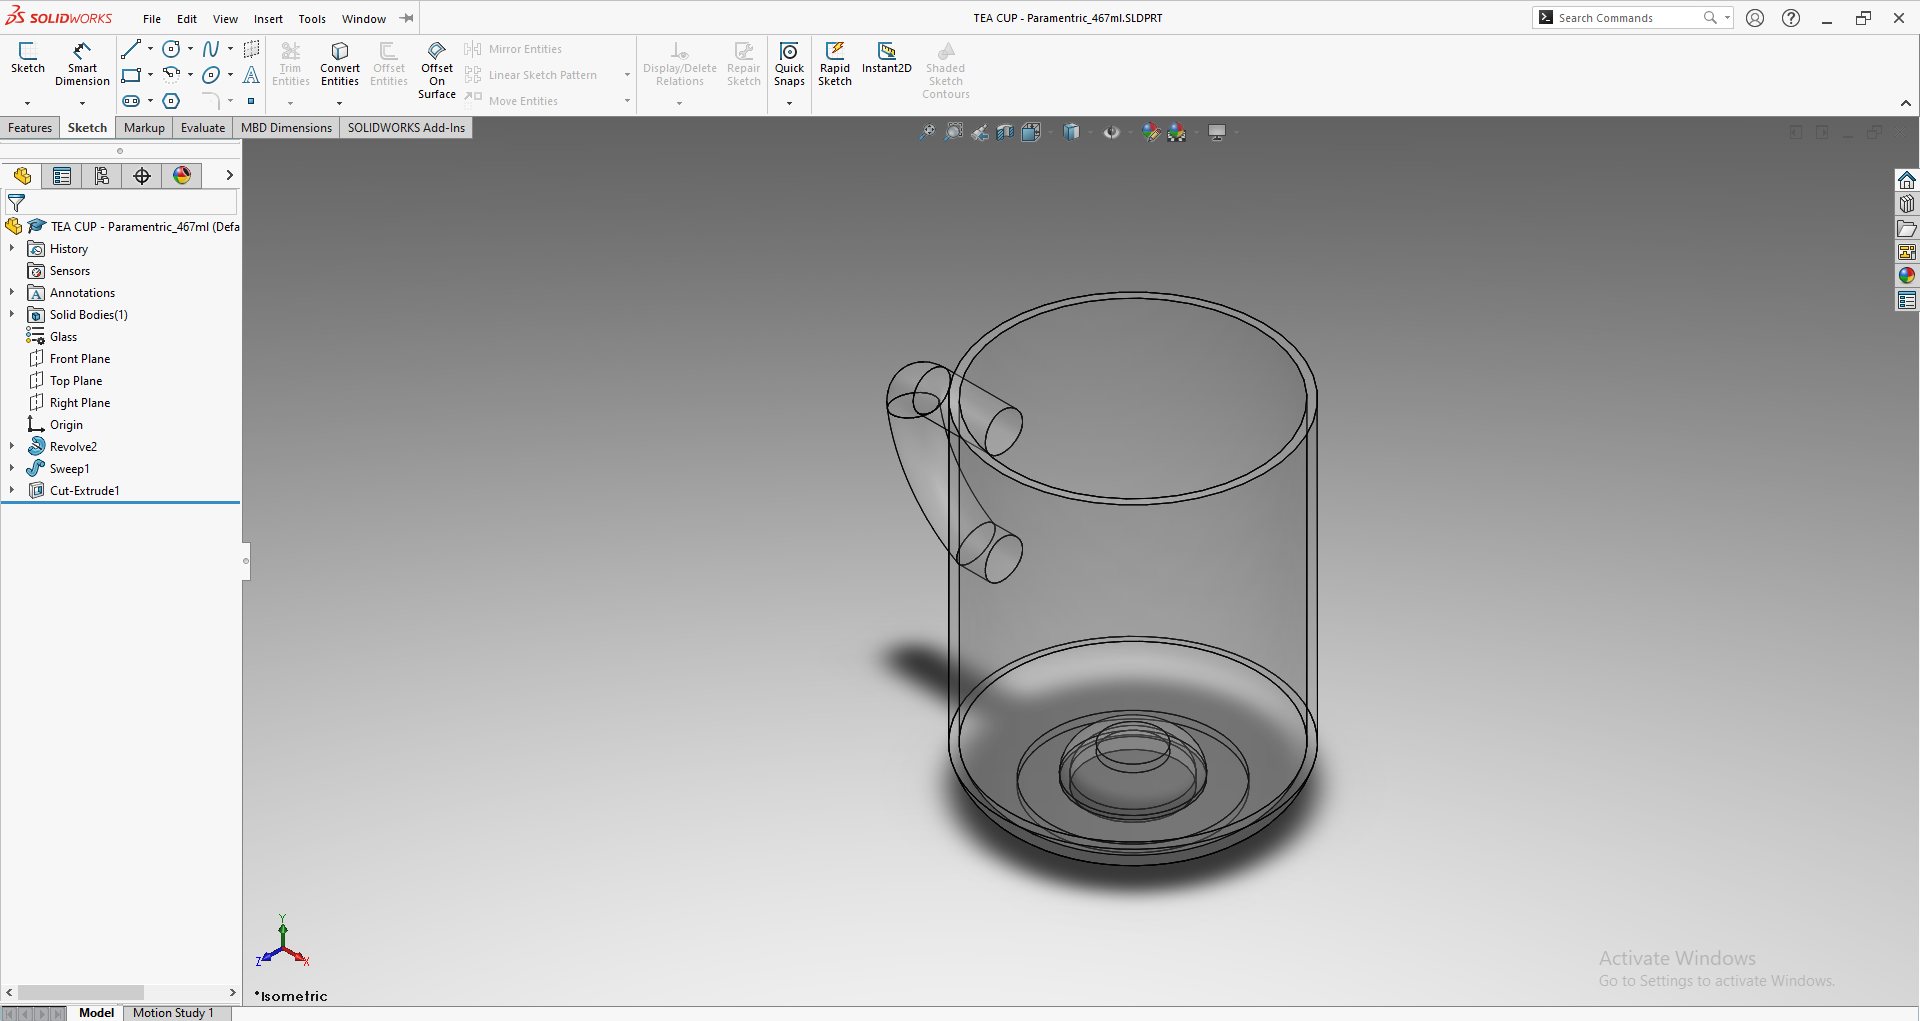 SOLIDWORKS File Edit View Insert Tools Window TEA CUP - Paramentric_467ml.SLDPRT Search Commands
Sketch Smart Dimension Trim Entities Convert Entities Offset Entities Offset On Surface Mirror Entities Display/Delete Relations Repair Sketch Quick Snaps Rapid Sketch Instant2D Shaded Sketch Contours
Linear Sketch Pattern
Move Entities
Features Sketch Markup Evaluate MBD Dimensions SOLIDWORKS Add-Ins
TEA CUP - Paramentric_467ml (Defa
History
Sensors
Annotations
Solid Bodies(1)
Glass
Front Plane
Top Plane
Right Plane
Origin
Revolve2
Sweep1
Cut-Extrude1
Y
Z X
*Isometric
Activate Windows
Go to Settings to activate Windows.
Model Motion Study 1